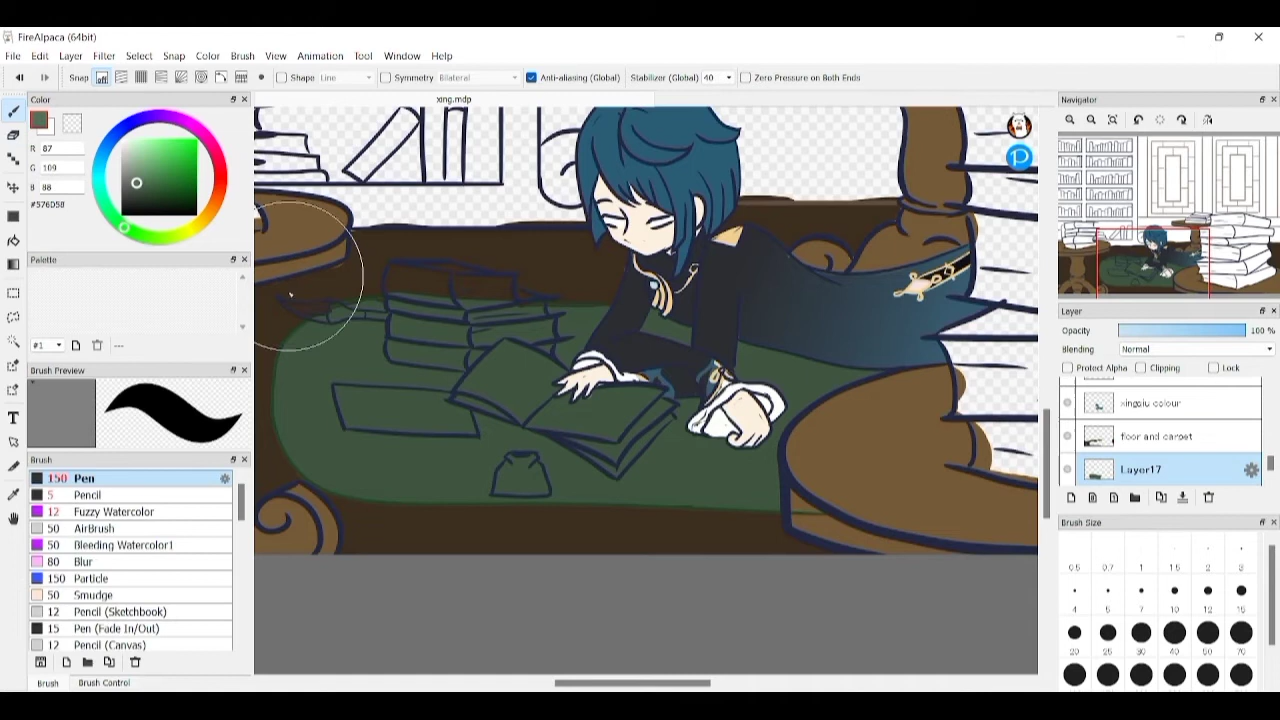 FireAlpaca (64bit)
File Edit Layer Filter Select Snap Color Brush View Animation Tool Window Help
Snap Shape Line Symmetry Bilateral Anti-aliasing (Global) Stabilizer (Global) 40 Zero Pressure on Both Ends
Color
xing.mdp
Navigator
R 87
G 109
B 88
#576D58
Palette
#1
---
Brush Preview
Brush
150 Pen
5 Pencil
12 Fuzzy Watercolor
50 AirBrush
50 Bleeding Watercolor1
80 Blur
150 Particle
50 Smudge
12 Pencil (Sketchbook)
15 Pen (Fade In/Out)
12 Pencil (Canvas)
Brush Brush Control
Layer
Opacity 100 %
Blending Normal
Protect Alpha Clipping Lock
xingqiu colour
floor and carpet
Layer17
Brush Size
0.5 0.7 1 1.5 2 3
4 5 7 10 12 15
20 25 30 40 50 70